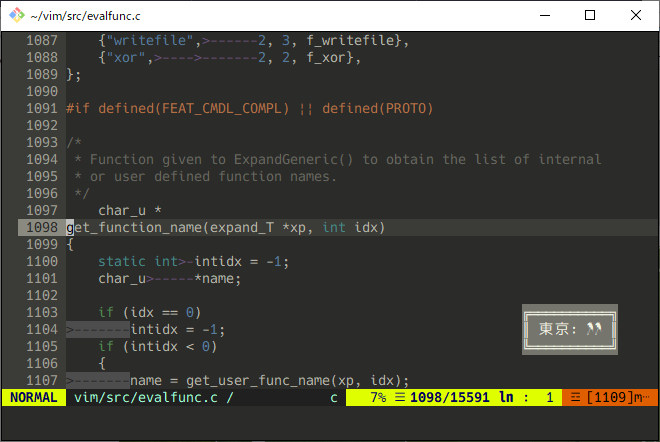 ~/vim/src/evalfunc.c
1087     {"writefile",>------2, 3, f_writefile},
1088     {"xor",>---->-------2, 2, f_xor},
1089 };
1090
1091 #if defined(FEAT_CMDL_COMPL) || defined(PROTO)
1092
1093 /*
1094  * Function given to ExpandGeneric() to obtain the list of internal
1095  * or user defined function names.
1096  */
1097     char_u *
1098 get_function_name(expand_T *xp, int idx)
1099 {
1100     static int>-intidx = -1;
1101     char_u>-----*name;
1102
1103     if (idx == 0)
1104 >-------intidx = -1;
1105     if (intidx < 0)
東京:
1106     {
1107 >-------name = get_user_func_name(xp, idx);
NORMAL vim/src/evalfunc.c / c 7% ☰ 1098/15591 ln : 1 ☲ [1109]m⋯